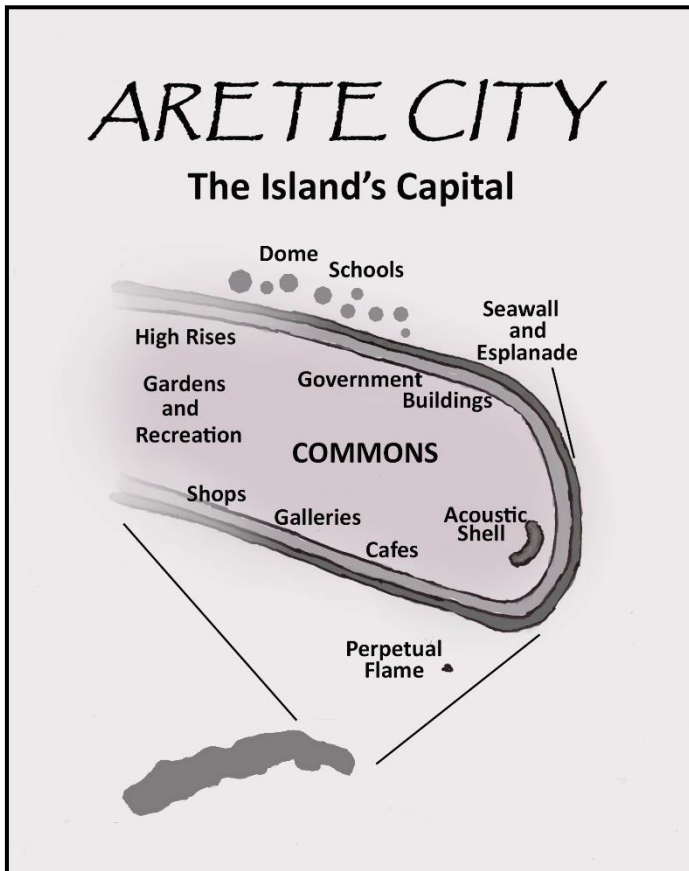 ARETE CITY
The Island's Capital
Dome
Schools
Seawall
and
Esplanade
High Rises
Government
Buildings
Gardens
and
Recreation
COMMONS
Shops
Galleries
Cafes
Acoustic
Shell
Perpetual
Flame